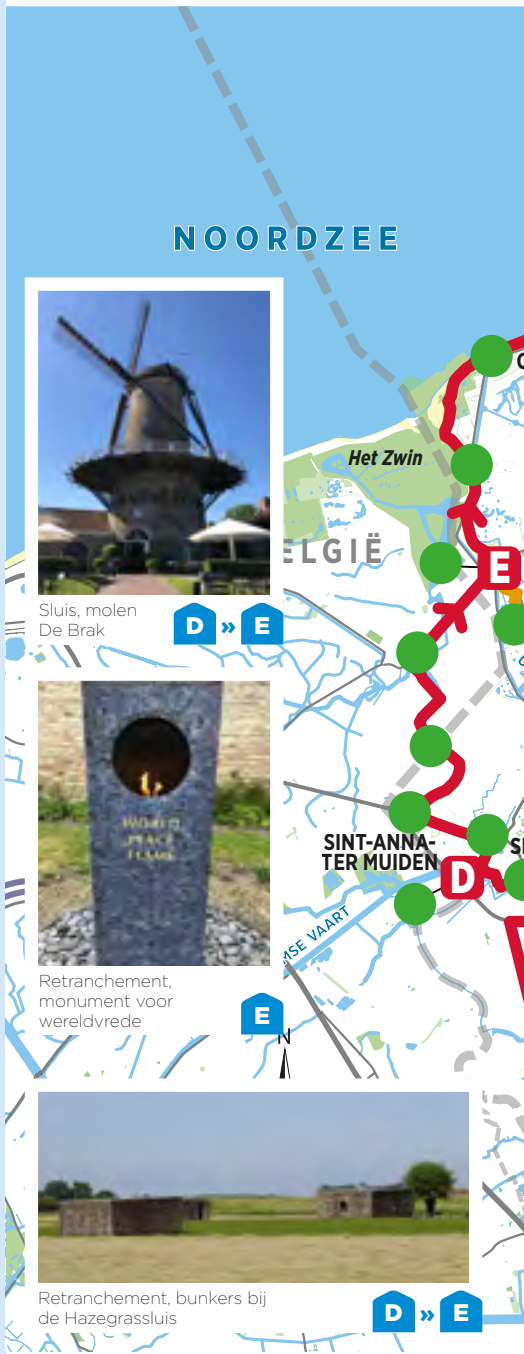 NOORDZEE
Het Zwin
ELGIË
E
Sluis, molen
De Brak
D » E
WORLD
PEACE
FLAME
SINT-ANNA-
TER MUIDEN
D
MSE VAART
Retranchement,
monument voor
wereldvrede
E
N
Retranchement, bunkers bij
de Hazegrassluis
D » E